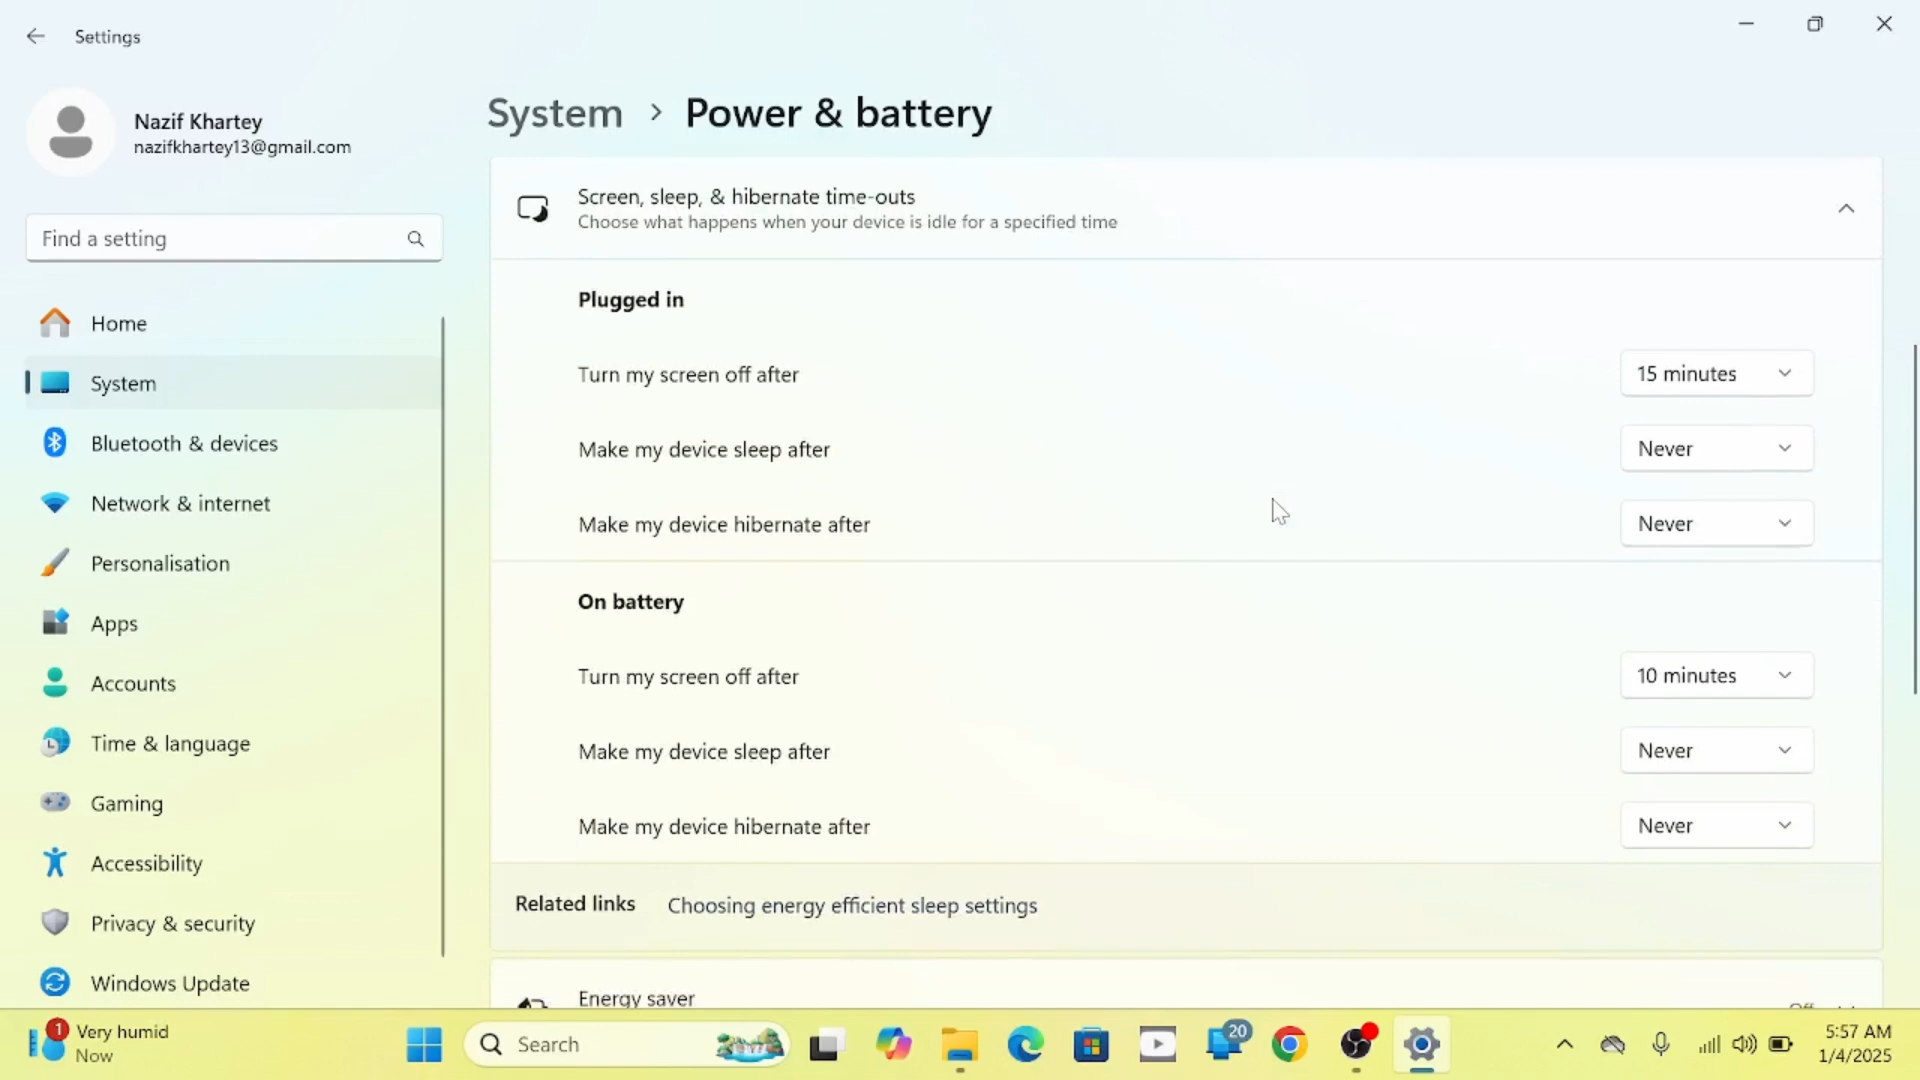 Settings
Nazif Khartey
nazifkhartey13@gmail.com
Find a setting
Home
System
Bluetooth & devices
Network & internet
Personalisation
Apps
Accounts
Time & language
Gaming
Accessibility
Privacy & security
Windows Update
System > Power & battery
Screen, sleep, & hibernate time-outs
Choose what happens when your device is idle for a specified time
Plugged in
Turn my screen off after 15 minutes
Make my device sleep after Never
Make my device hibernate after Never
On battery
Turn my screen off after 10 minutes
Make my device sleep after Never
Make my device hibernate after Never
Related links Choosing energy efficient sleep settings
Energy saver
1
Very humid
Now
Search
20
5:57 AM
1/4/2025